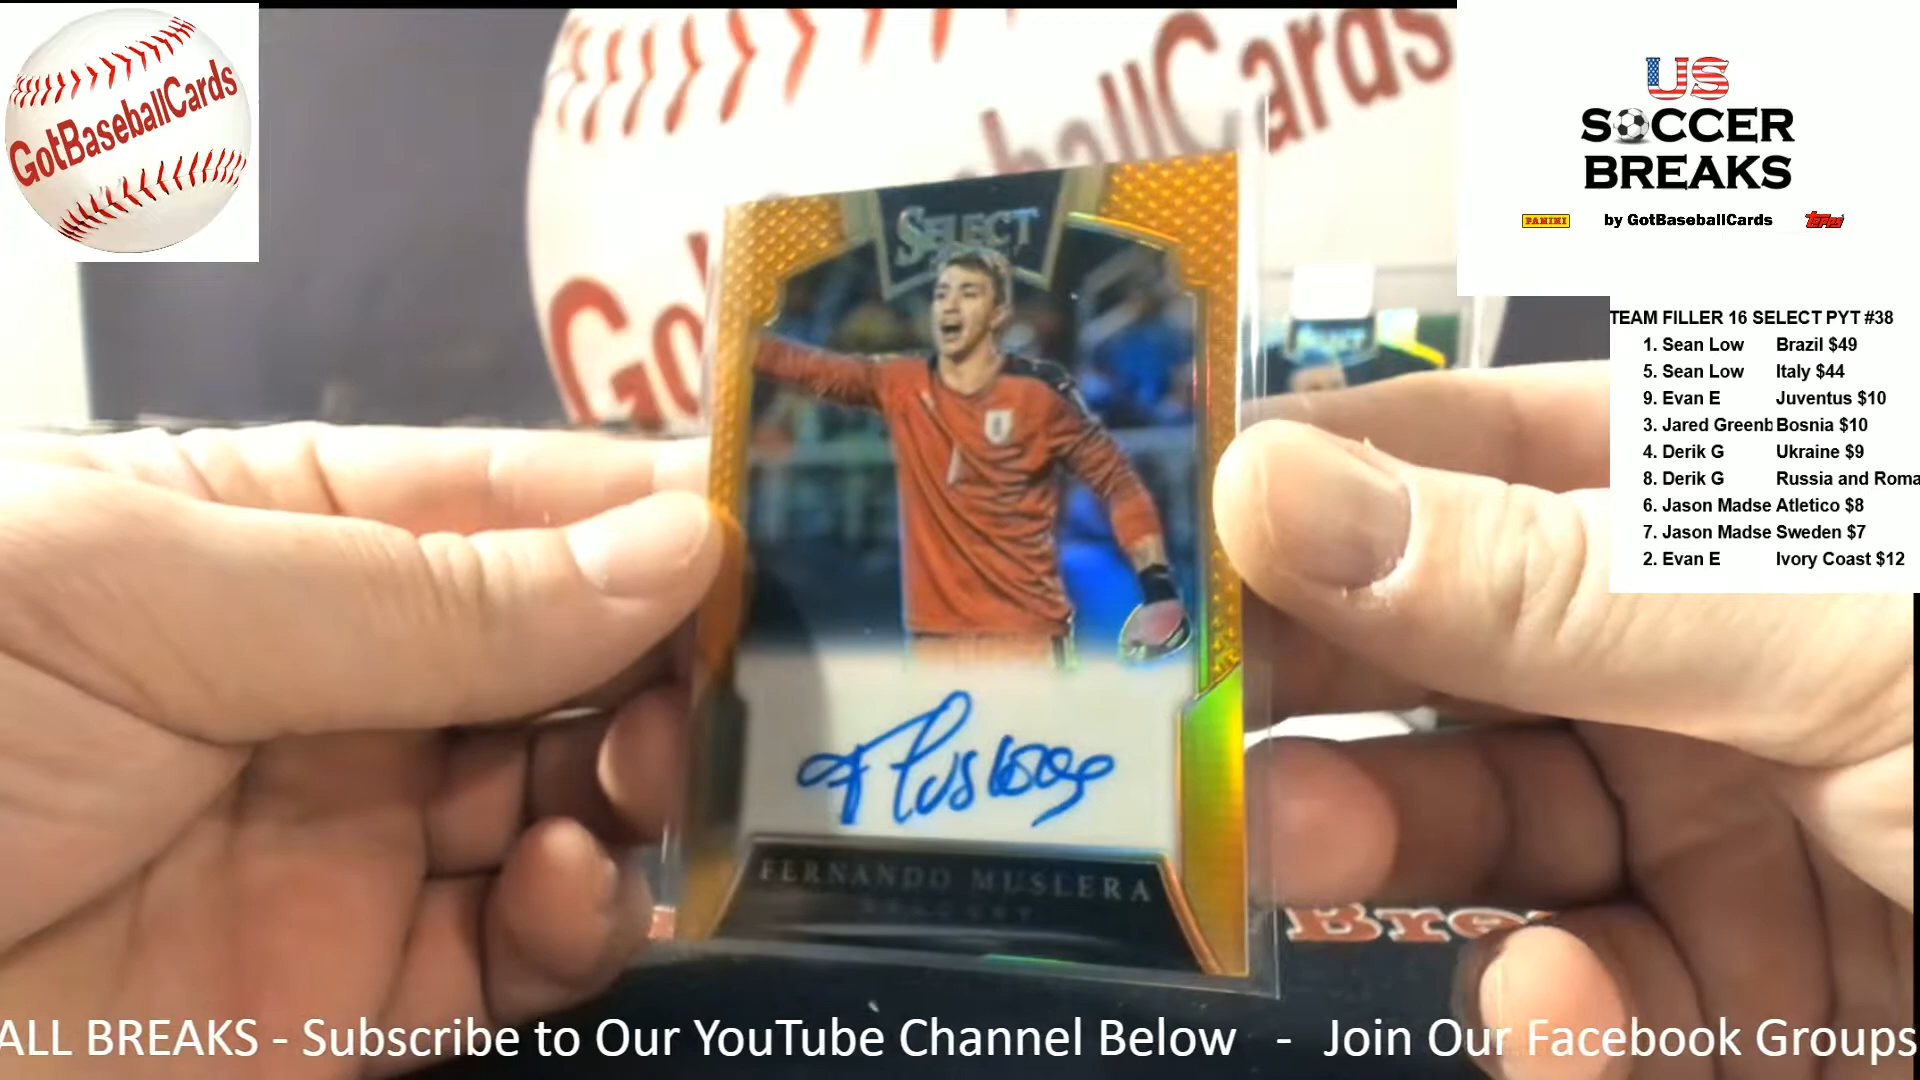 GotBaseballCards
GotBaseballCards
US
SOCCER
BREAKS
PANINI by GotBaseballCards Topps
SELECT
TEAM FILLER 16 SELECT PYT #38
1. Sean Low Brazil $49
5. Sean Low Italy $44
9. Evan E Juventus $10
3. Jared Greenb Bosnia $10
4. Derik G Ukraine $9
8. Derik G Russia and Roma
6. Jason Madse Atletico $8
7. Jason Madse Sweden $7
2. Evan E Ivory Coast $12
FERNANDO MUSLERA
Bre
ALL BREAKS - Subscribe to Our YouTube Channel Below - Join Our Facebook Groups